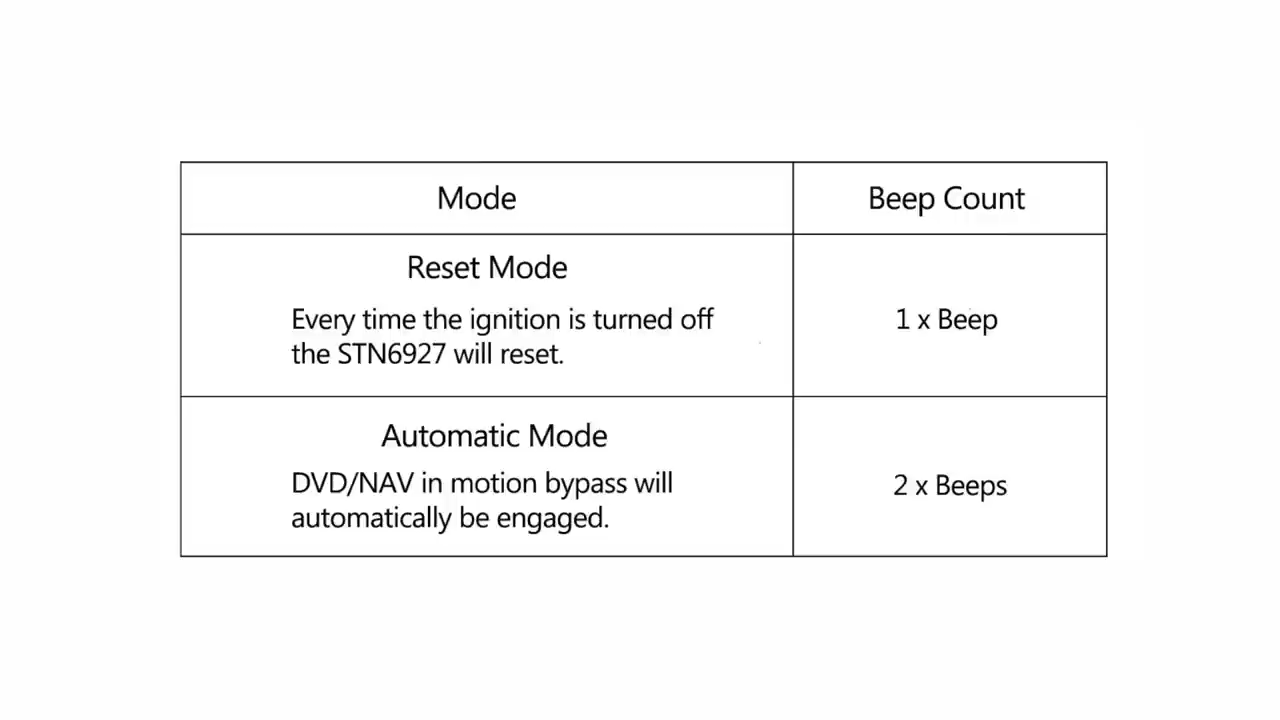 Mode
Beep Count
Reset Mode
Every time the ignition is turned off
the STN6927 will reset.
1 x Beep
Automatic Mode
DVD/NAV in motion bypass will
automatically be engaged.
2 x Beeps